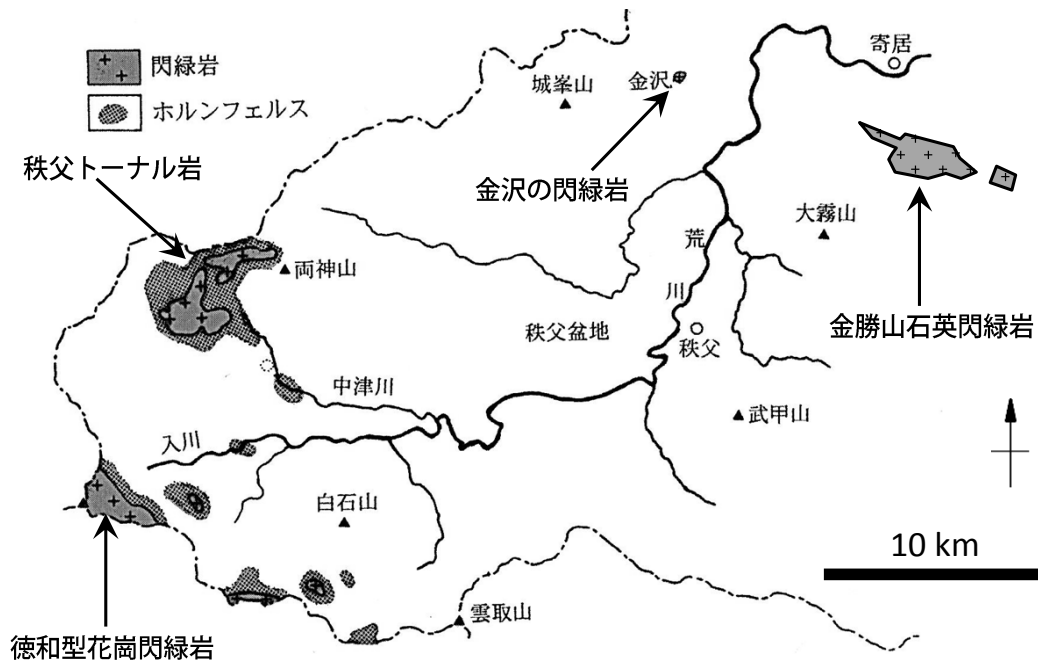 閃緑岩
ホルンフェルス
秩父トーナル岩
城峯山
金沢
寄居
金沢の閃緑岩
大霧山
荒
川
両神山
秩父盆地
秩父
金勝山石英閃緑岩
中津川
武甲山
入川
白石山
10 km
雲取山
徳和型花崗閃緑岩